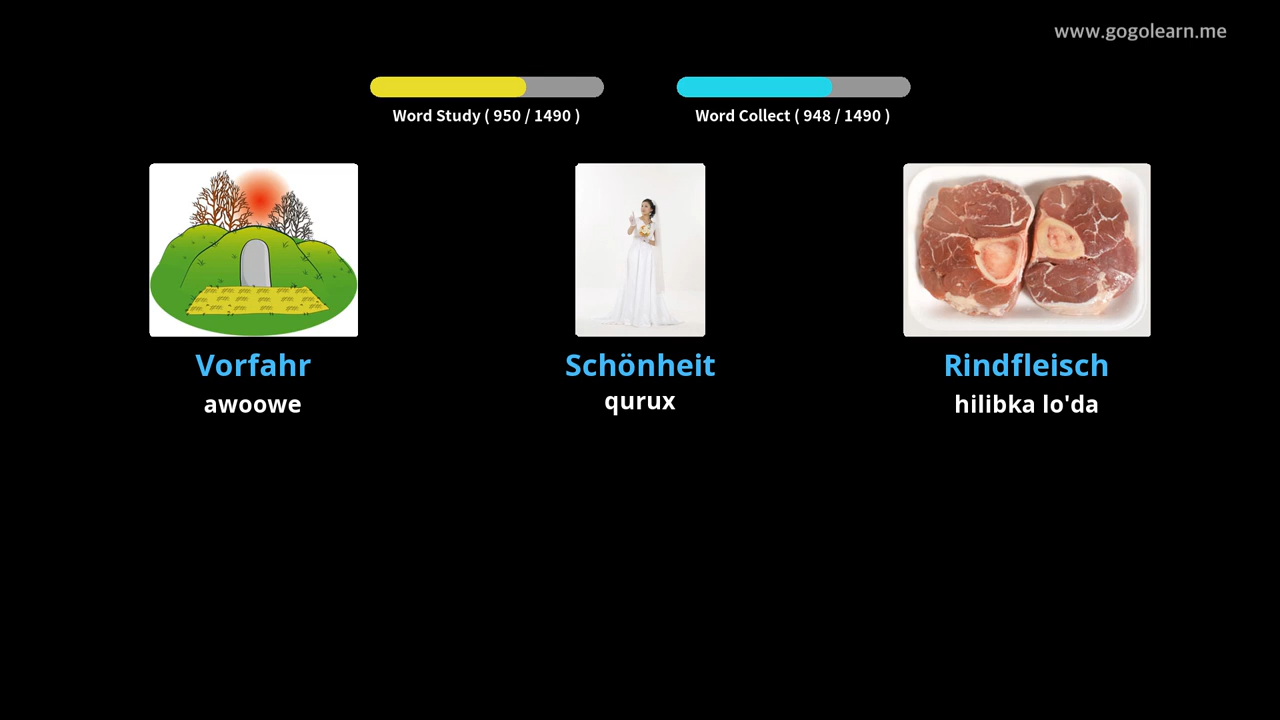 www.gogolearn.me
Word Study ( 950 / 1490 )
Word Collect ( 948 / 1490 )
Vorfahr
awoowe
Schönheit
qurux
Rindfleisch
hilibka lo'da